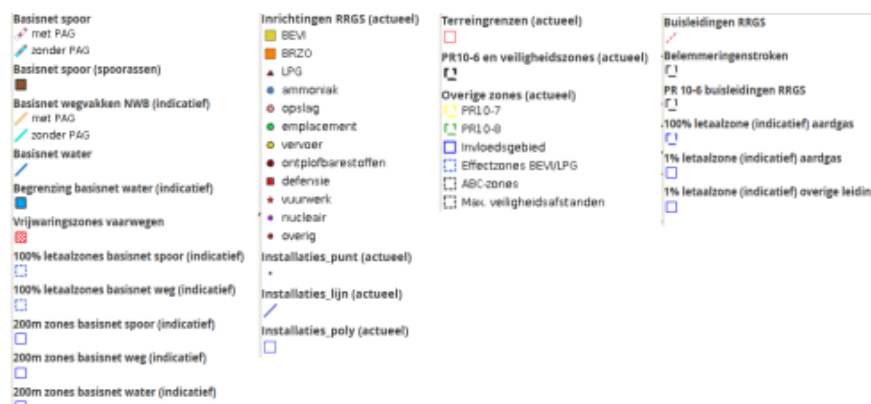 Basisnet spoor
met PAG
zonder PAG
Basisnet spoor (spoorassen)
Basisnet wegvakken NWB (indicatief)
met PAG
zonder PAG
Basisnet water
Begrenzing basisnet water (indicatief)
Vrijwaringszones vaarwegen
100% letaalzones basisnet spoor (indicatief)
100% letaalzones basisnet weg (indicatief)
200m zones basisnet spoor (indicatief)
200m zones basisnet weg (indicatief)
200m zones basisnet water (indicatief)
Inrichtingen RRGS (actueel)
BEVI
BRZO
LPG
ammoniak
opslag
emplacement
vervoer
ontplofbarestoffen
defensie
vuurwerk
nucleair
overig
Installaties_punt (actueel)
Installaties_lijn (actueel)
Installaties_poly (actueel)
Terreingrenzen (actueel)
PR10-6 en veiligheidszones (actueel)
Overige zones (actueel)
PR10-7
PR10-8
Invloedsgebied
Effectzones BEVI/LPG
ABC-zones
Max. veiligheidsafstanden
Buisleidingen RRGS
Belemmeringenstroken
PR 10-6 buisleidingen RRGS
100% letaalzone (indicatief) aardgas
1% letaalzone (indicatief) aardgas
1% letaalzone (indicatief) overige leidin